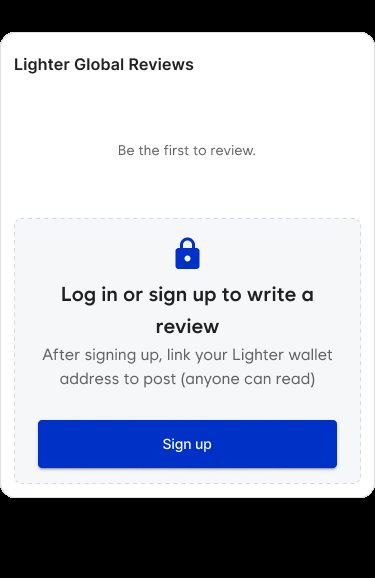 Lighter Global Reviews
Be the first to review.
Log in or sign up to write a
review
After signing up, link your Lighter wallet
address to post (anyone can read)
Sign up